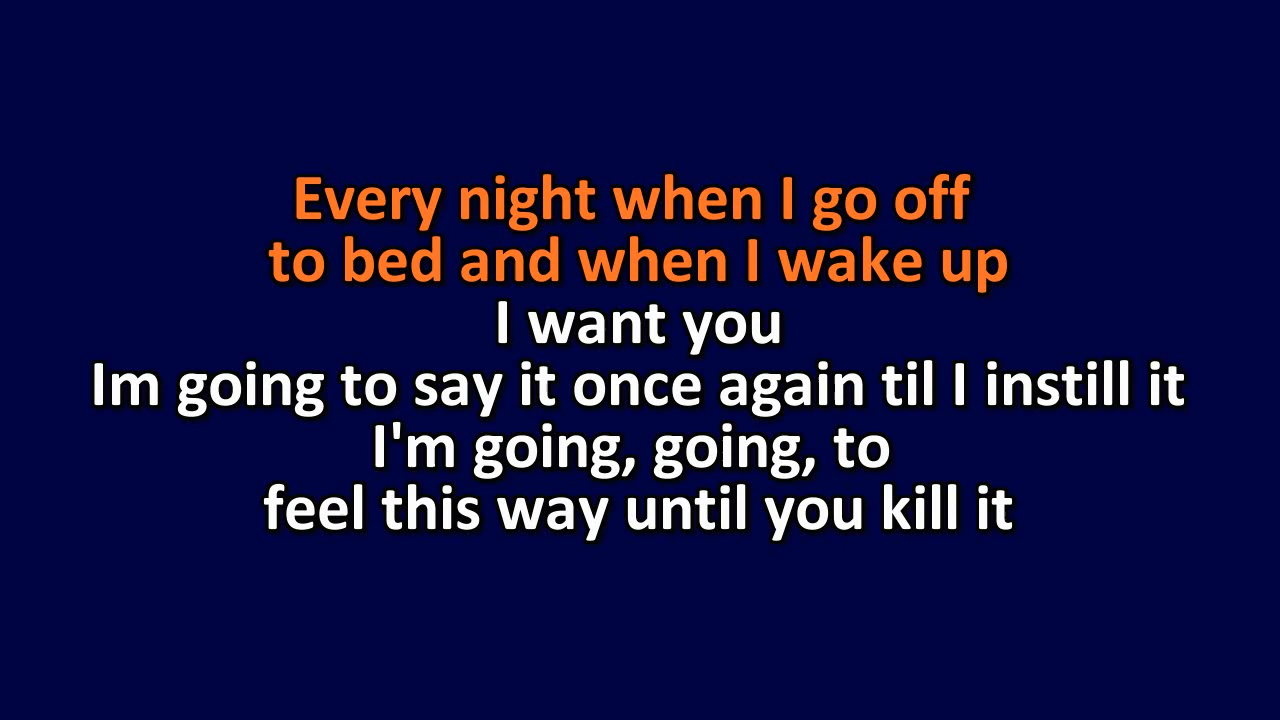 Every night when I go off
to bed and when I wake up
I want you
Im going to say it once again til I instill it
I'm going, going, to
feel this way until you kill it